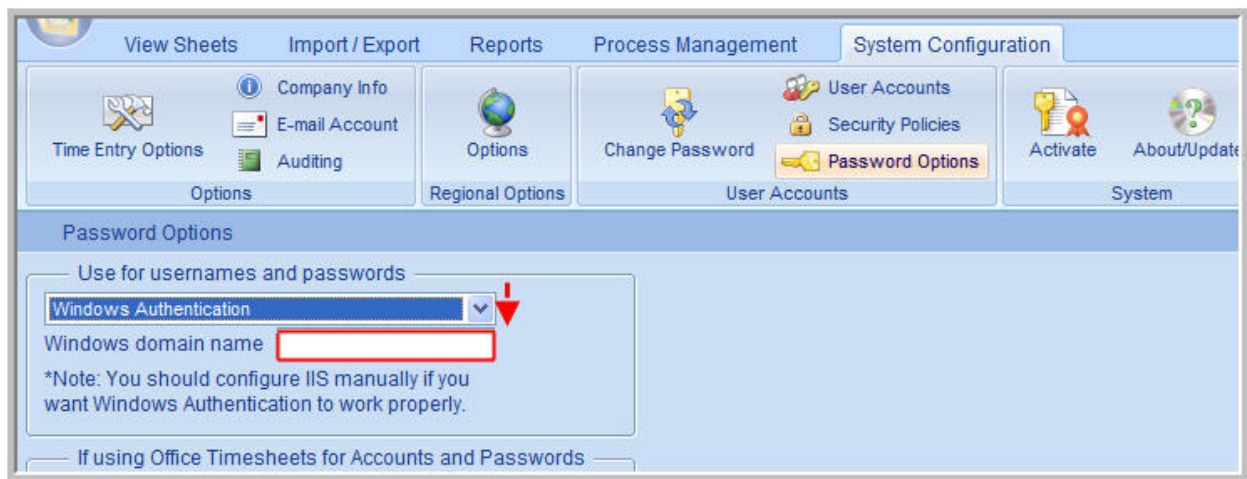 View Sheets Import / Export Reports Process Management System Configuration
Company Info User Accounts
E-mail Account Security Policies
Time Entry Options Options Change Password Activate About/Update
Auditing Password Options
Options Regional Options User Accounts System
Password Options
Use for usernames and passwords
Windows Authentication
Windows domain name
*Note: You should configure IIS manually if you
want Windows Authentication to work properly.
If using Office Timesheets for Accounts and Passwords